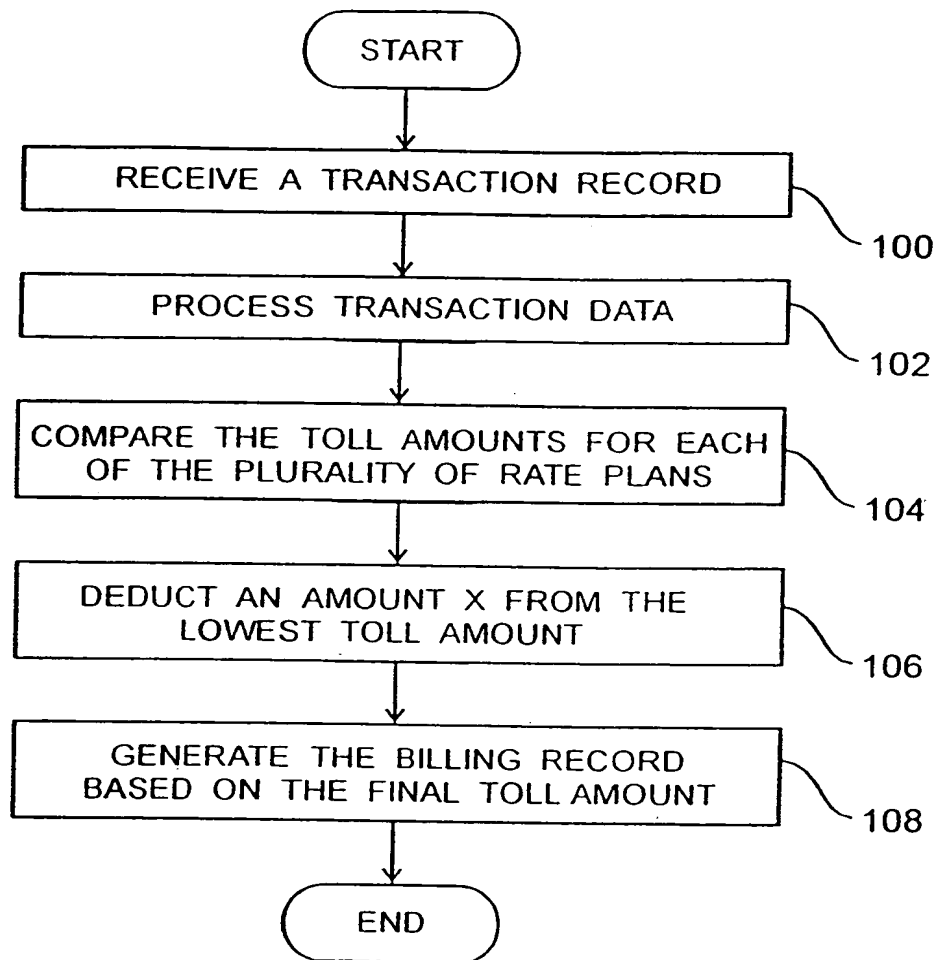 START
RECEIVE A TRANSACTION RECORD
100
PROCESS TRANSACTION DATA
102
COMPARE THE TOLL AMOUNTS FOR EACH
OF THE PLURALITY OF RATE PLANS
104
DEDUCT AN AMOUNT X FROM THE
LOWEST TOLL AMOUNT
106
GENERATE THE BILLING RECORD
BASED ON THE FINAL TOLL AMOUNT
108
END